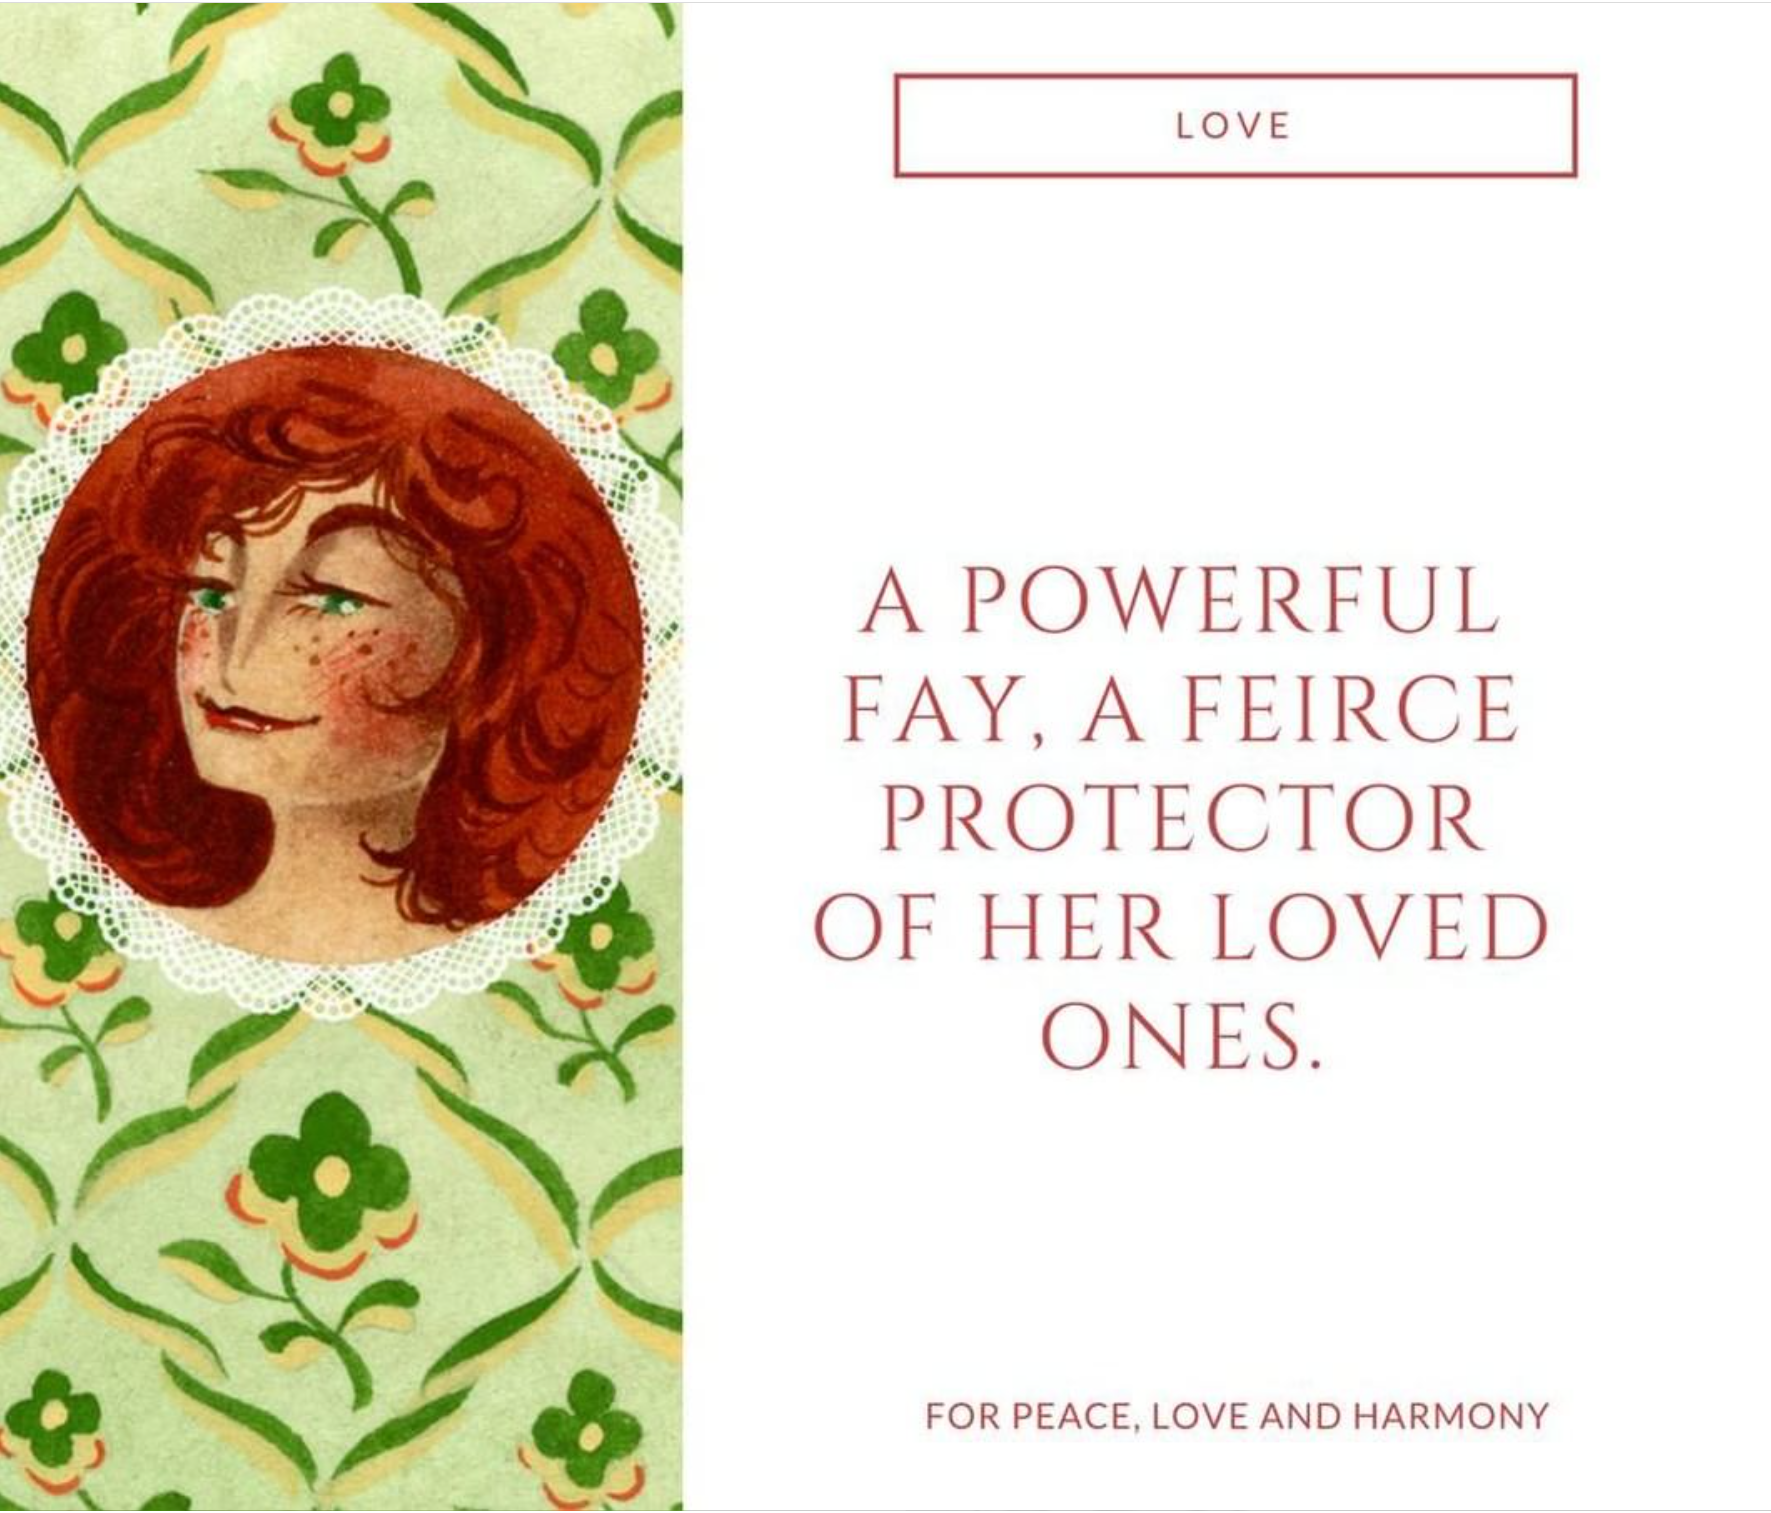 LOVE
A POWERFUL
FAY, A FEIRCE
PROTECTOR
OF HER LOVED
ONES.
FOR PEACE, LOVE AND HARMONY